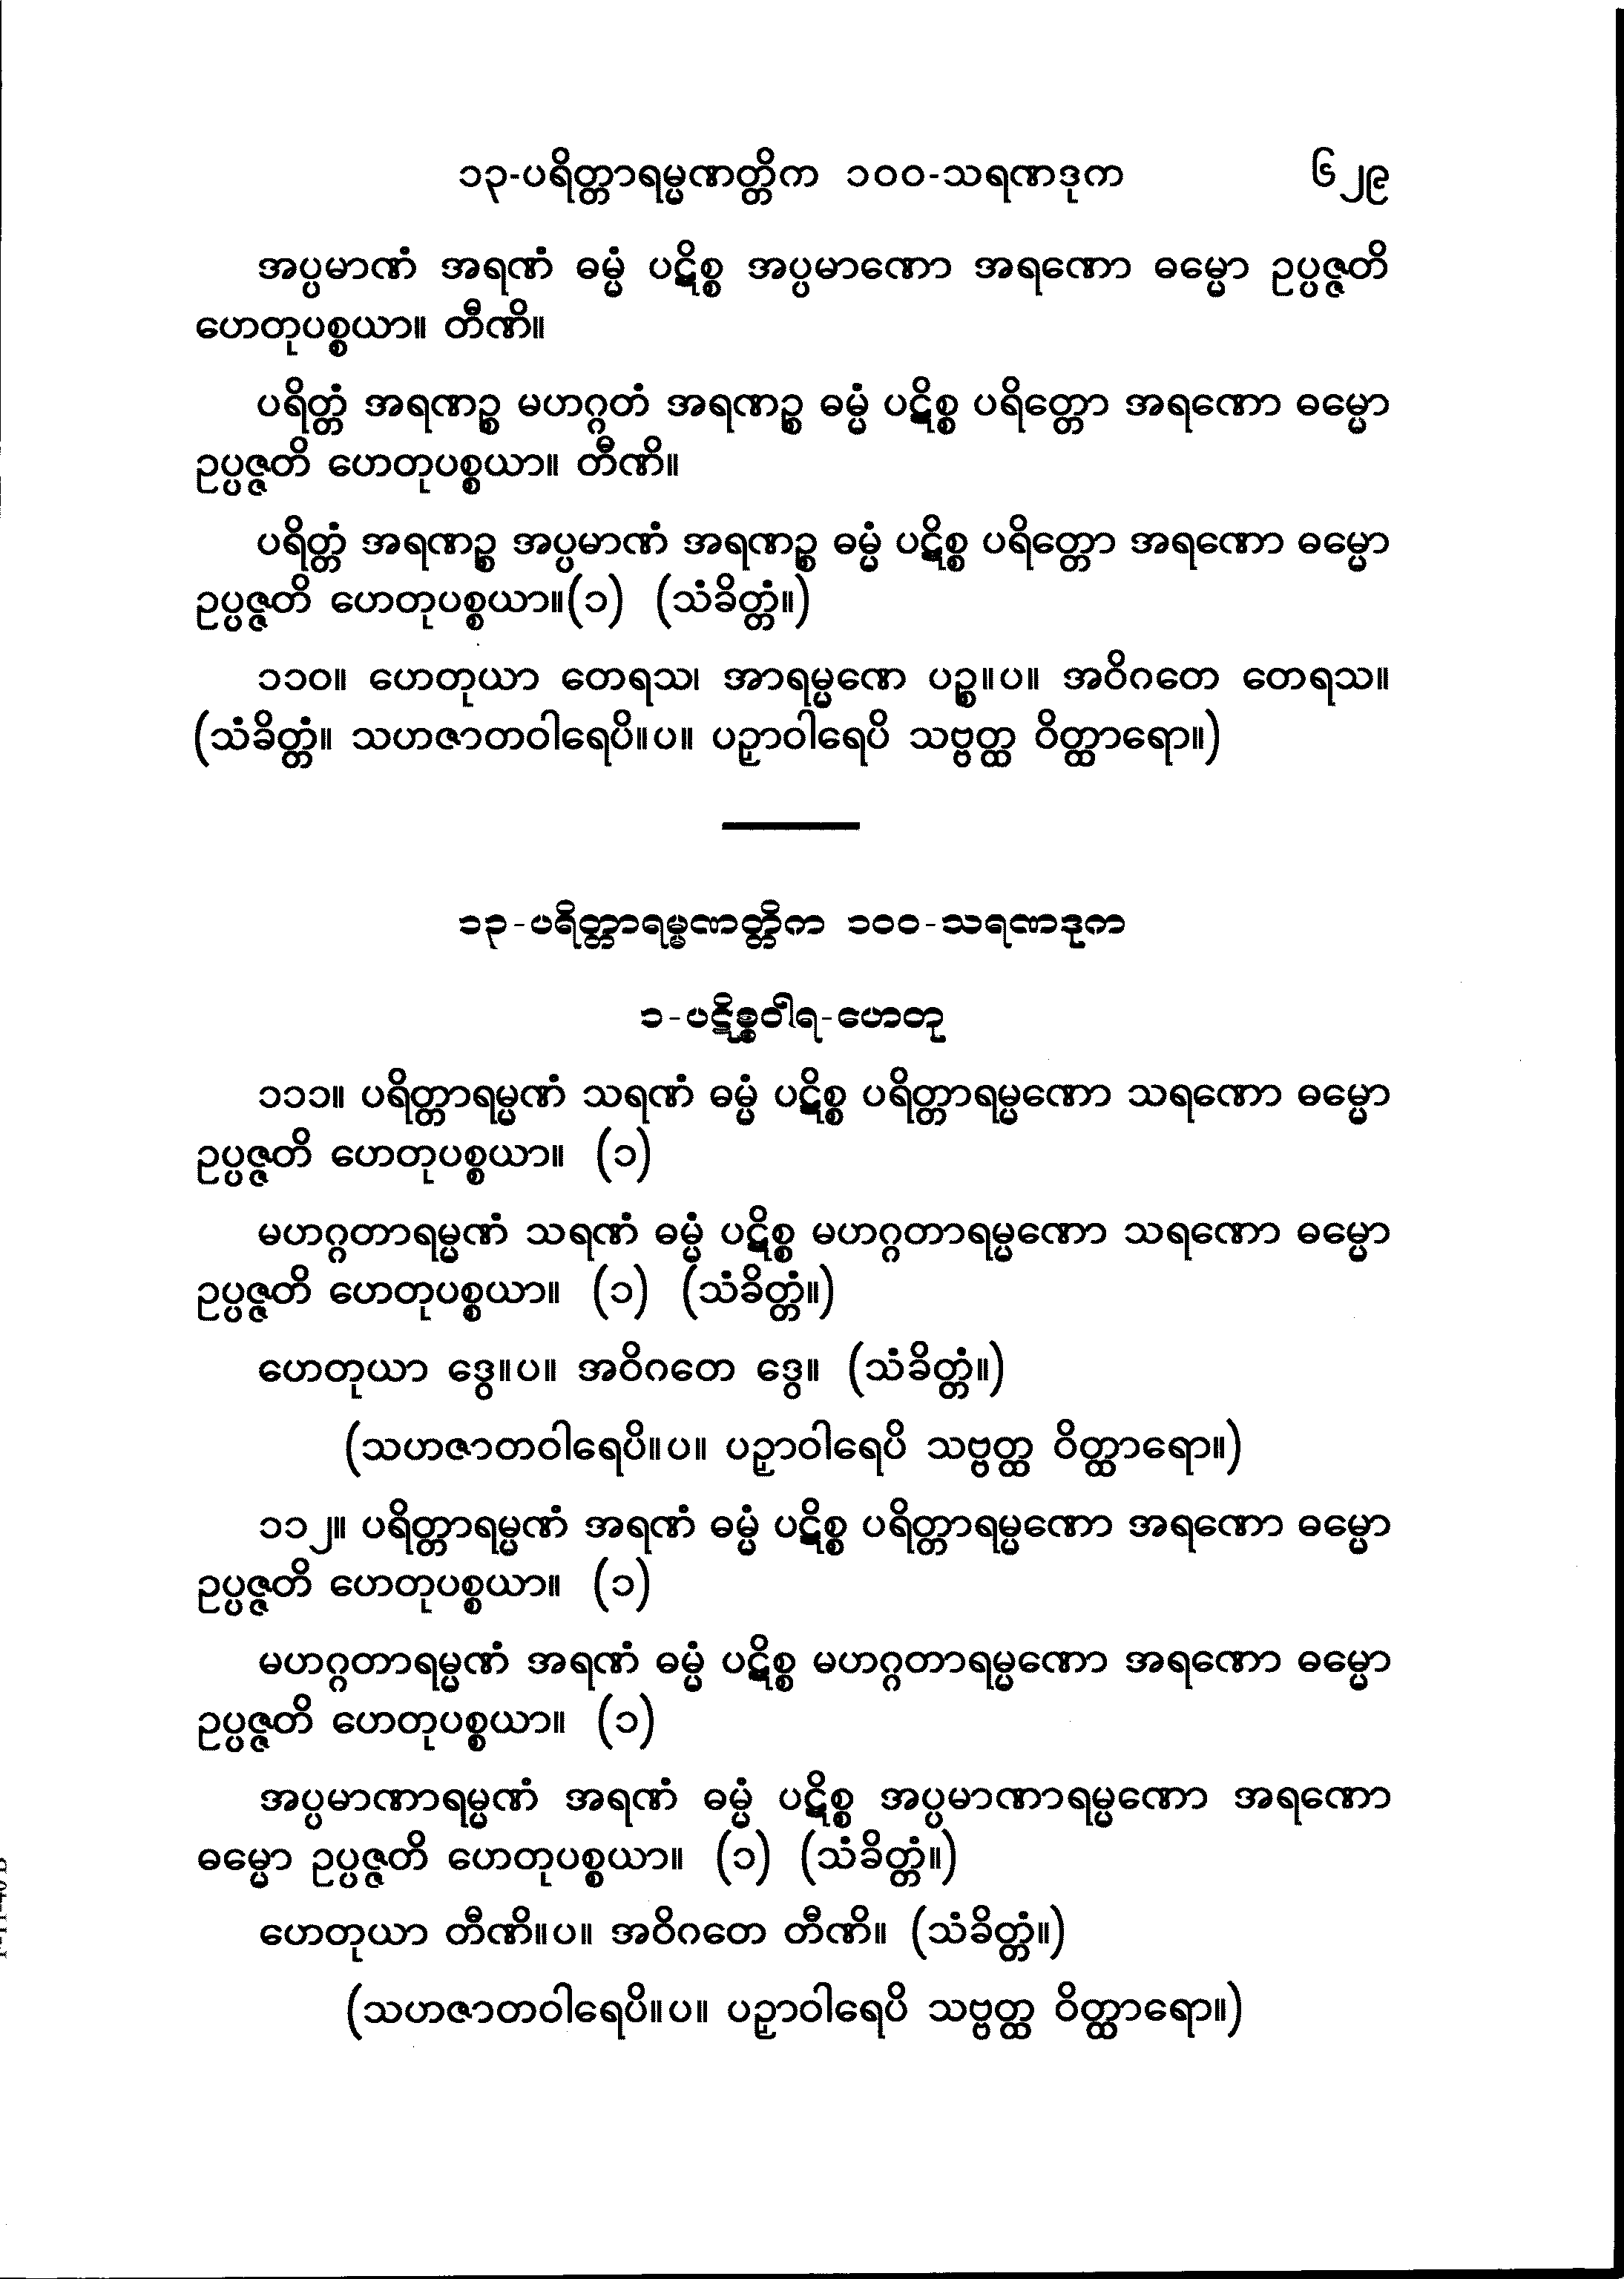 ၁၃-ပရိတ္တာရမ္မဏတ္တိက ၁၀၀-သရဏဒုက ၆၂၉
အပ္ပမာဏံ အရဏံ ဓမ္မံ ပဋိစ္စ အပ္ပမာဏော အရဏော ဓမ္မော ဥပ္ပဇ္ဇတိ
ဟေတုပစ္စယာ။ တီဏိ။
ပရိတ္တံ အရဏဉ္စ မဟဂ္ဂတံ အရဏဉ္စ ဓမ္မံ ပဋိစ္စ ပရိတ္တော အရဏော ဓမ္မော
ဥပ္ပဇ္ဇတိ ဟေတုပစ္စယာ။ တီဏိ။
ပရိတ္တံ အရဏဉ္စ အပ္ပမာဏံ အရဏဉ္စ ဓမ္မံ ပဋိစ္စ ပရိတ္တော အရဏော ဓမ္မော
ဥပ္ပဇ္ဇတိ ဟေတုပစ္စယာ။(၁) (သံခိတ္တံ။)
၁၁၀။ ဟေတုယာ တေရသ၊ အာရမ္မဏေ ပဉ္စ။ပ။ အဝိဂတေ တေရသ။
(သံခိတ္တံ။ သဟဇာတဝါရေပိ။ပ။ ပဉှာဝါရေပိ သဗ္ဗတ္ထ ဝိတ္ထာရော။)
၁၃-ပရိတ္တာရမ္မဏတ္တိက ၁၀၀-သရဏဒုက
၁-ပဋိစ္စဝါရ-ဟေတု
၁၁၁။ ပရိတ္တာရမ္မဏံ သရဏံ ဓမ္မံ ပဋိစ္စ ပရိတ္တာရမ္မဏော သရဏော ဓမ္မော
ဥပ္ပဇ္ဇတိ ဟေတုပစ္စယာ။ (၁)
မဟဂ္ဂတာရမ္မဏံ သရဏံ ဓမ္မံ ပဋိစ္စ မဟဂ္ဂတာရမ္မဏော သရဏော ဓမ္မော
ဥပ္ပဇ္ဇတိ ဟေတုပစ္စယာ။ (၁) (သံခိတ္တံ။)
ဟေတုယာ ဒွေ။ပ။ အဝိဂတေ ဒွေ။ (သံခိတ္တံ။)
(သဟဇာတဝါရေပိ။ပ။ ပဉှာဝါရေပိ သဗ္ဗတ္ထ ဝိတ္ထာရော။)
၁၁၂။ ပရိတ္တာရမ္မဏံ အရဏံ ဓမ္မံ ပဋိစ္စ ပရိတ္တာရမ္မဏော အရဏော ဓမ္မော
ဥပ္ပဇ္ဇတိ ဟေတုပစ္စယာ။ (၁)
မဟဂ္ဂတာရမ္မဏံ အရဏံ ဓမ္မံ ပဋိစ္စ မဟဂ္ဂတာရမ္မဏော အရဏော ဓမ္မော
ဥပ္ပဇ္ဇတိ ဟေတုပစ္စယာ။ (၁)
အပ္ပမာဏာရမ္မဏံ အရဏံ ဓမ္မံ ပဋိစ္စ အပ္ပမာဏာရမ္မဏော အရဏော
ဓမ္မော ဥပ္ပဇ္ဇတိ ဟေတုပစ္စယာ။ (၁) (သံခိတ္တံ။)
ဟေတုယာ တီဏိ။ပ။ အဝိဂတေ တီဏိ။ (သံခိတ္တံ။)
(သဟဇာတဝါရေပိ။ပ။ ပဉှာဝါရေပိ သဗ္ဗတ္ထ ဝိတ္ထာရော။)